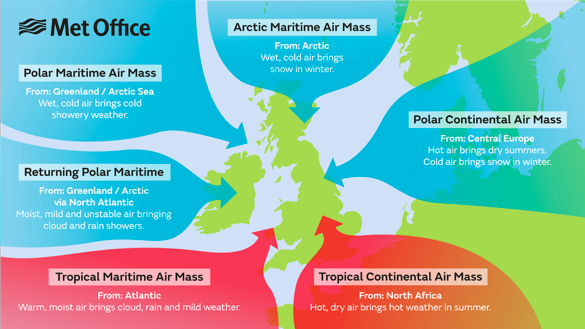 Met Office
Arctic Maritime Air Mass
From: Arctic
Wet, cold air brings
snow in winter.
Polar Maritime Air Mass
From: Greenland / Arctic Sea
Wet, cold air brings cold
showery weather.
Polar Continental Air Mass
From: Central Europe
Hot air brings dry summers.
Cold air brings snow in winter.
Returning Polar Maritime
From: Greenland / Arctic
via North Atlantic
Moist, mild and unstable air bringing
cloud and rain showers.
Tropical Maritime Air Mass
From: Atlantic
Warm, moist air brings cloud, rain and mild weather.
Tropical Continental Air Mass
From: North Africa
Hot, dry air brings hot weather in summer.